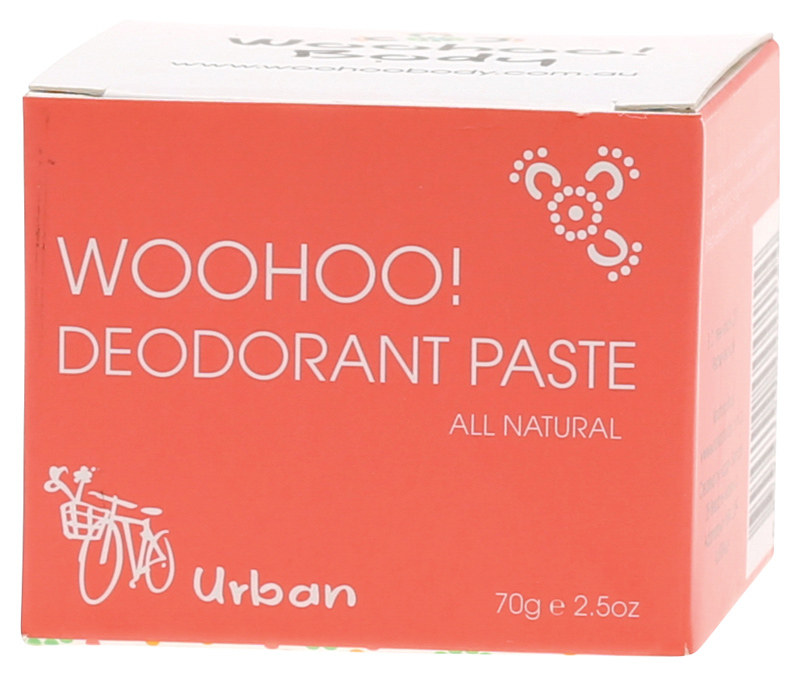 Woohoo!
Body
www.woohoobody.com.au
WOOHOO!
DEODORANT PASTE
ALL NATURAL
Urban
70g e 2.5oz